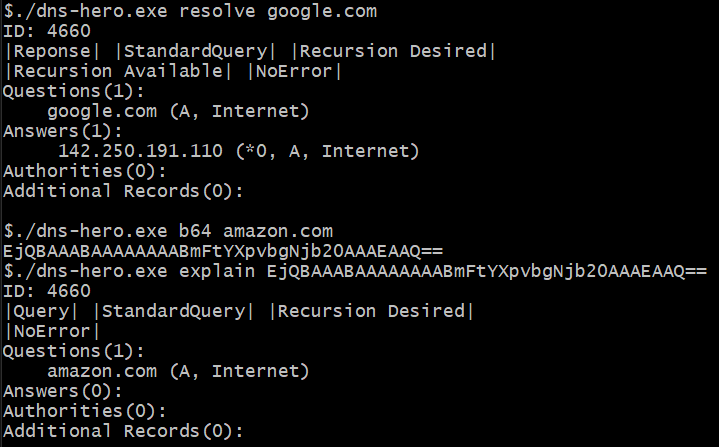 $./dns-hero.exe resolve google.com
ID: 4660
|Reponse| |StandardQuery| |Recursion Desired|
|Recursion Available| |NoError|
Questions(1):
google.com (A, Internet)
Answers(1):
142.250.191.110 (*0, A, Internet)
Authorities(0):
Additional Records(0):
$./dns-hero.exe b64 amazon.com
EjQBAAABAAAAAAAABmFtYXpvbgNjb20AAAEAAQ==
$./dns-hero.exe explain EjQBAAABAAAAAAAABmFtYXpvbgNjb20AAAEAAQ==
ID: 4660
|Query| |StandardQuery| |Recursion Desired|
|NoError|
Questions(1):
amazon.com (A, Internet)
Answers(0):
Authorities(0):
Additional Records(0):